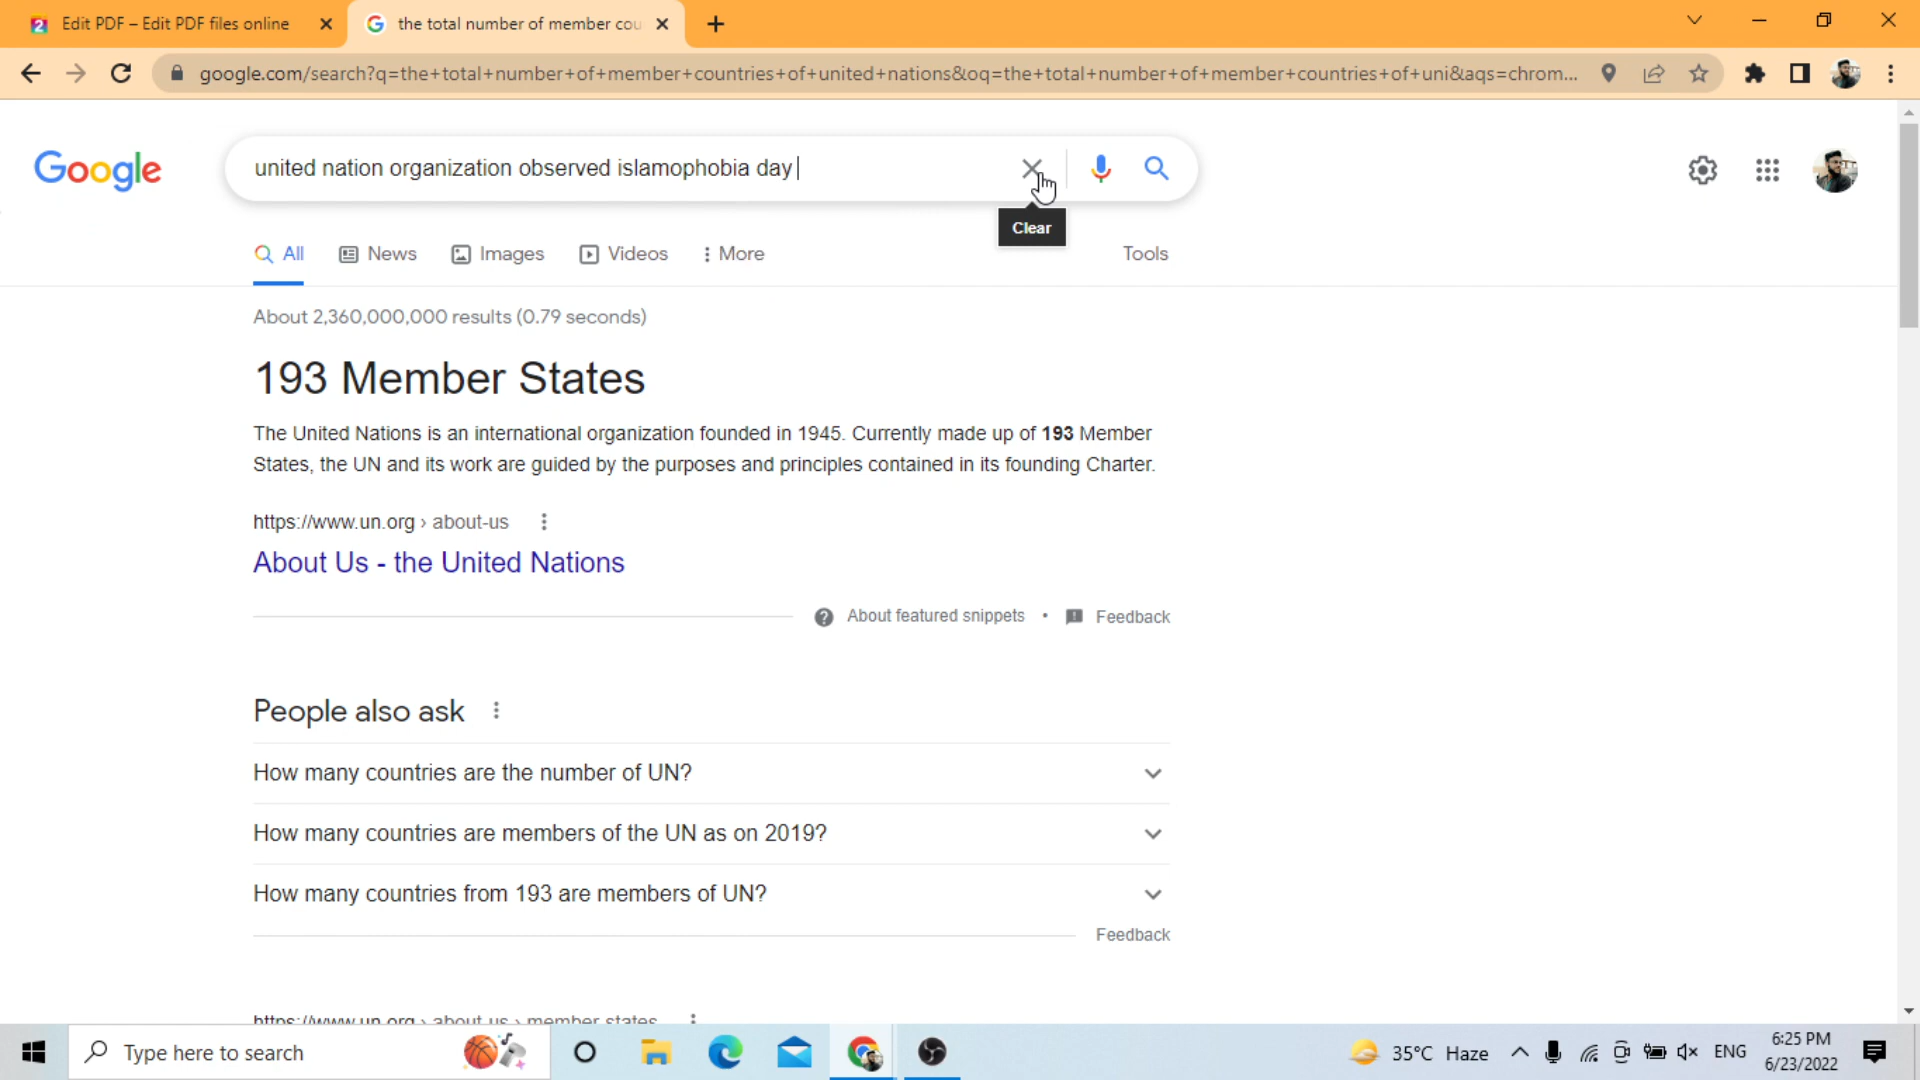 Edit PDF – Edit PDF files online
the total number of member cou
google.com/search?q=the+total+number+of+member+countries+of+united+nations&oq=the+total+number+of+member+countries+of+uni&aqs=chrom...
Google
united nation organization observed islamophobia day
Clear
All
News
Images
Videos
More
Tools
About 2,360,000,000 results (0.79 seconds)
193 Member States
The United Nations is an international organization founded in 1945. Currently made up of 193 Member
States, the UN and its work are guided by the purposes and principles contained in its founding Charter.
https://www.un.org › about-us
About Us - the United Nations
About featured snippets • Feedback
People also ask
How many countries are the number of UN?
How many countries are members of the UN as on 2019?
How many countries from 193 are members of UN?
Feedback
https://www.un.org › about-us › member-states
Type here to search
35°C Haze
ENG
6:25 PM
6/23/2022